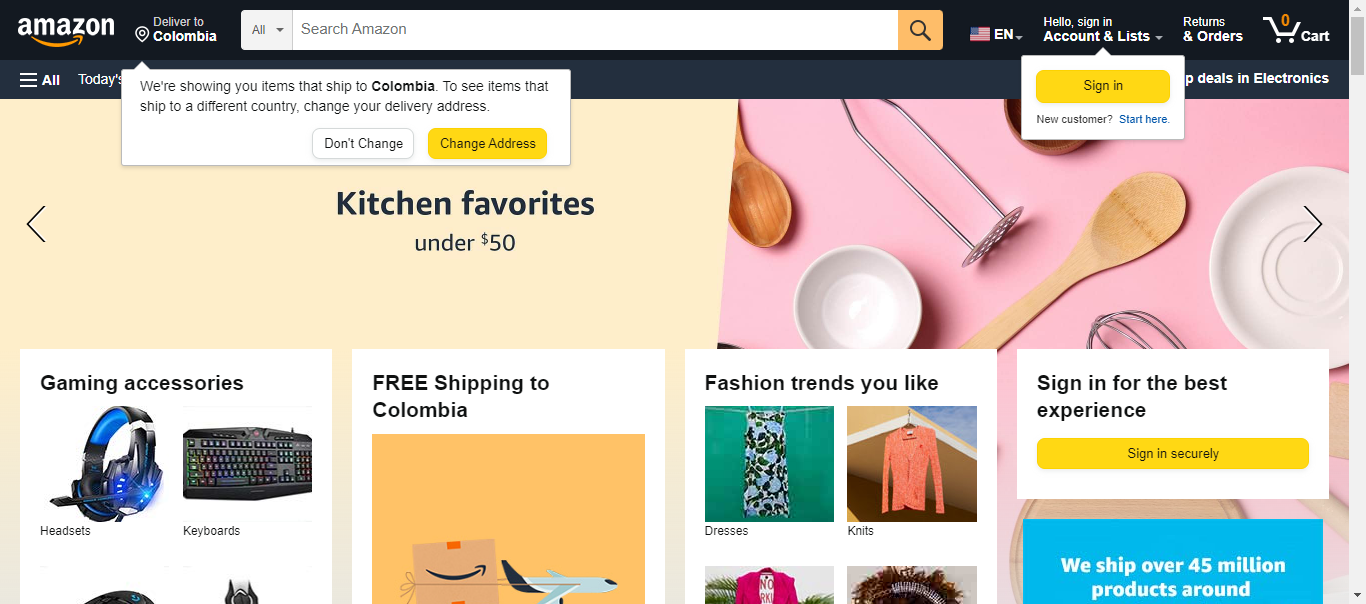 amazon
Deliver to
Colombia
All
Search Amazon
EN
Hello, sign in
Account & Lists
Returns
& Orders
0
Cart
All
Today's
p deals in Electronics
We're showing you items that ship to Colombia. To see items that
ship to a different country, change your delivery address.
Don't Change
Change Address
Sign in
New customer? Start here.
Kitchen favorites
under $50
Gaming accessories
Headsets
Keyboards
FREE Shipping to
Colombia
Fashion trends you like
Dresses
Knits
Sign in for the best
experience
Sign in securely
We ship over 45 million
products around